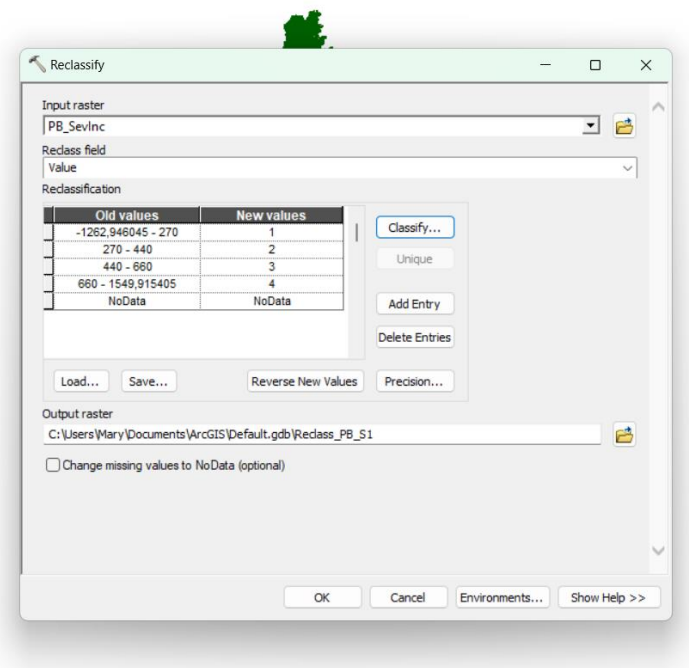 Reclassify
Input raster
PB_SevInc
Reclass field
Value
Reclassification
Old values New values
-1262,946045 - 270 1
270 - 440 2
440 - 660 3
660 - 1549,915405 4
NoData NoData
Classify...
Unique
Add Entry
Delete Entries
Load... Save... Reverse New Values Precision...
Output raster
C:\Users\Mary\Documents\ArcGIS\Default.gdb\Reclass_PB_S1
Change missing values to NoData (optional)
OK Cancel Environments... Show Help >>